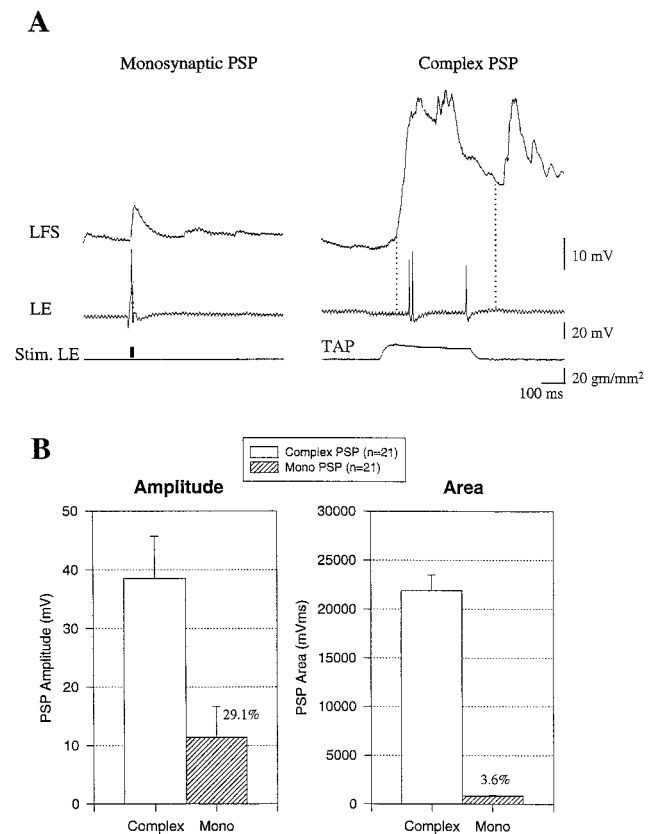 A
Monosynaptic PSP
Complex PSP
LFS
10 mV
LE
20 mV
Stim. LE
TAP
20 gm/mm²
100 ms
B
Complex PSP (n=21)
Mono PSP (n=21)
Amplitude
Area
PSP Amplitude (mV)
50
40
30
20
10
0
29.1%
Complex Mono
PSP Area (mVms)
30000
25000
20000
15000
10000
5000
0
3.6%
Complex Mono